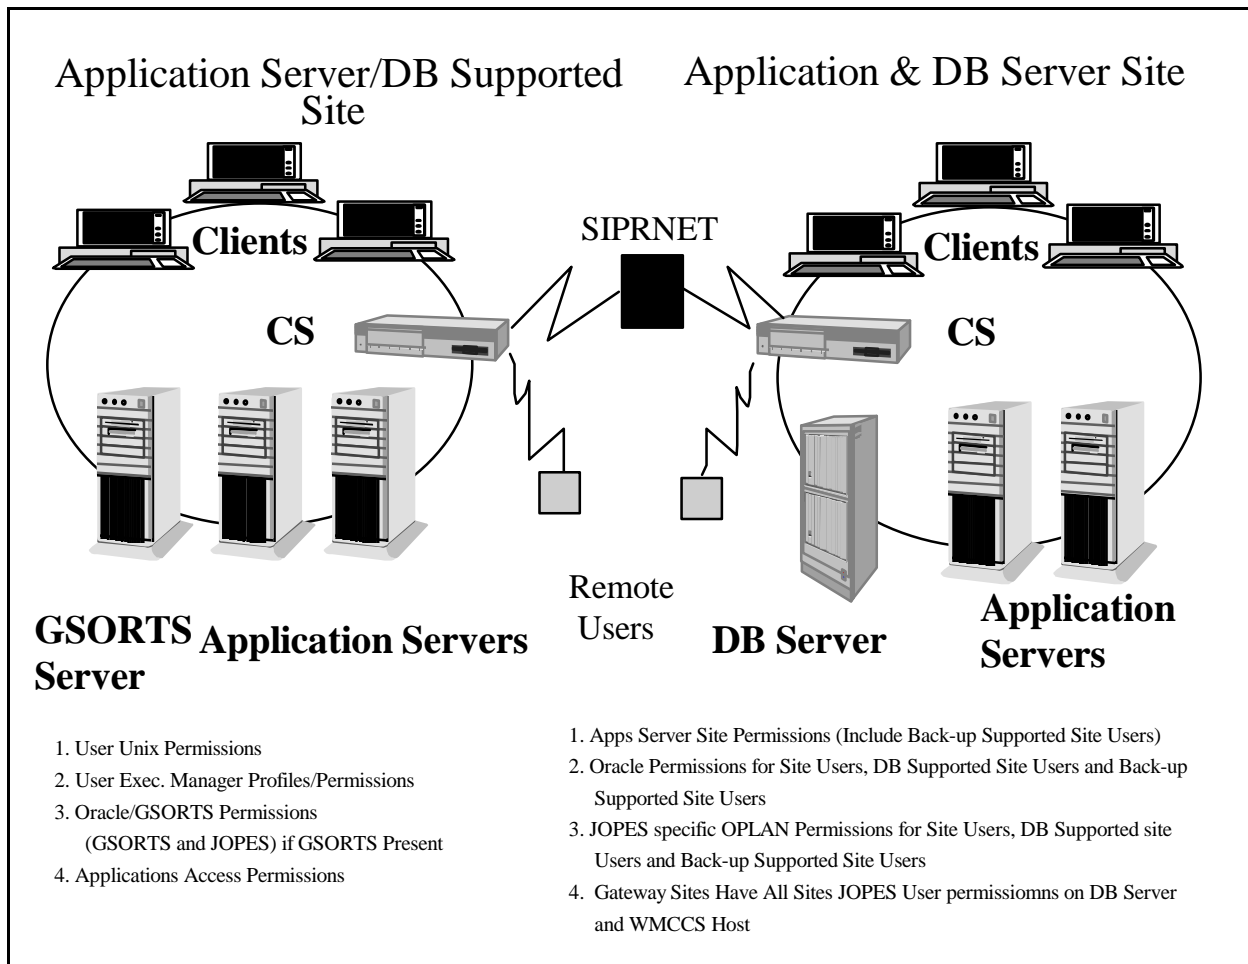 Application Server/DB Supported
Site
Application & DB Server Site
Clients
SIPRNET
Clients
CS
CS
Remote
Users
GSORTS
Server
Application Servers
DB Server
Application
Servers
1. User Unix Permissions
2. User Exec. Manager Profiles/Permissions
3. Oracle/GSORTS Permissions
(GSORTS and JOPES) if GSORTS Present
4. Applications Access Permissions
1. Apps Server Site Permissions (Include Back-up Supported Site Users)
2. Oracle Permissions for Site Users, DB Supported Site Users and Back-up
Supported Site Users
3. JOPES specific OPLAN Permissions for Site Users, DB Supported site
Users and Back-up Supported Site Users
4. Gateway Sites Have All Sites JOPES User permissiomns on DB Server
and WMCCS Host